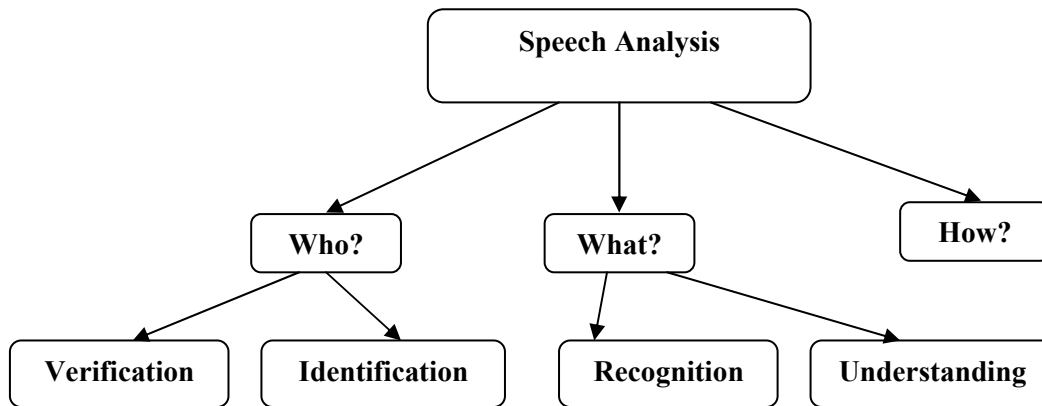 Speech Analysis
Who?
What?
How?
Verification
Identification
Recognition
Understanding